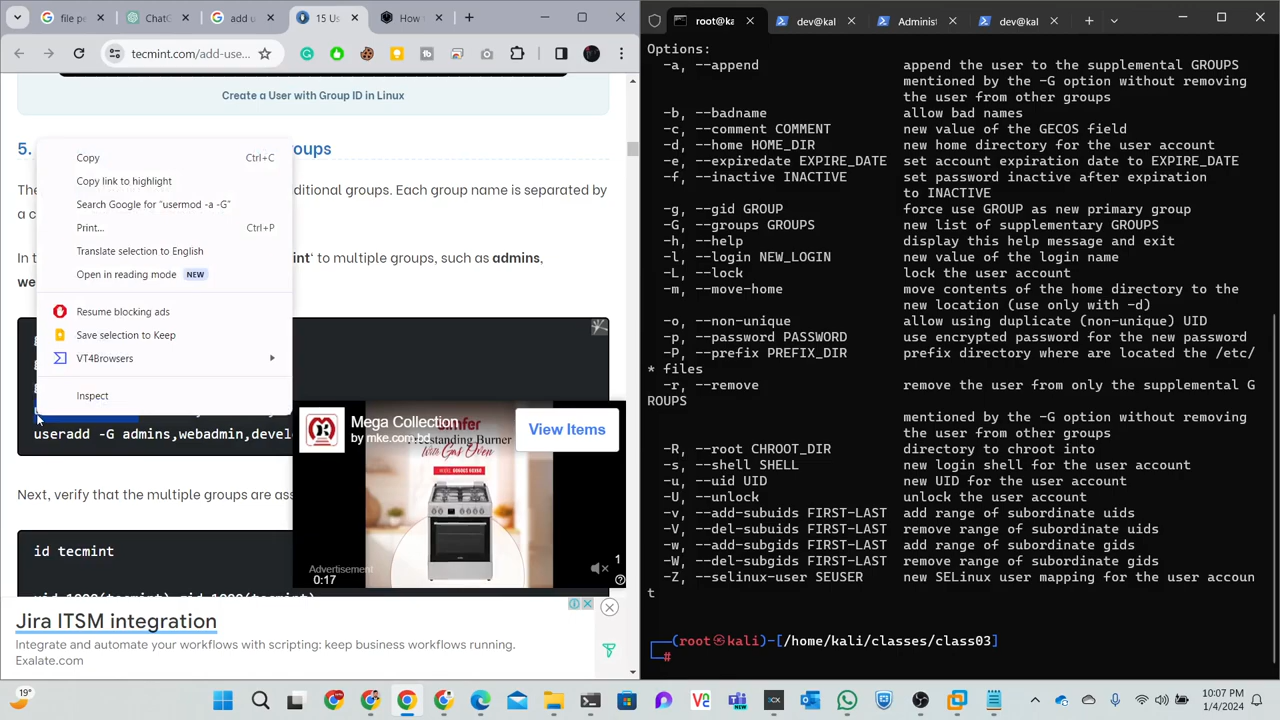 G how file p
ChatG
G add u
15 Us
How
tecmint.com/add-use...
Create a User with Group ID in Linux
5.
oups
The
ditional groups. Each group name is separated by
a c
In t
int' to multiple groups, such as admins,
we
Copy Ctrl+C
Copy link to highlight
Search Google for "usermod -a -G"
Print... Ctrl+P
Translate selection to English
Open in reading mode NEW
Resume blocking ads
Save selection to Keep
VT4Browsers
Inspect
useradd -G admins,webadmin,devel
Next, verify that the multiple groups are ass
id tecmint
Mega Collection
by mke.com.bd
With Gas Oven
View Items
Advertisement
0:17
1
Jira ITSM integration
Integrate and automate your workflows with scripting: keep business workflows running.
Exalate.com
root@ka
dev@kal
Administ
dev@kal
Options:
-a, --append append the user to the supplemental GROUPS
mentioned by the -G option without removing
the user from other groups
-b, --badname allow bad names
-c, --comment COMMENT new value of the GECOS field
-d, --home HOME_DIR new home directory for the user account
-e, --expiredate EXPIRE_DATE set account expiration date to EXPIRE_DATE
-f, --inactive INACTIVE set password inactive after expiration
to INACTIVE
-g, --gid GROUP force use GROUP as new primary group
-G, --groups GROUPS new list of supplementary GROUPS
-h, --help display this help message and exit
-l, --login NEW_LOGIN new value of the login name
-L, --lock lock the user account
-m, --move-home move contents of the home directory to the
new location (use only with -d)
-o, --non-unique allow using duplicate (non-unique) UID
-p, --password PASSWORD use encrypted password for the new password
-P, --prefix PREFIX_DIR prefix directory where are located the /etc/
* files
-r, --remove remove the user from only the supplemental G
ROUPS
mentioned by the -G option without removing
the user from other groups
-R, --root CHROOT_DIR directory to chroot into
-s, --shell SHELL new login shell for the user account
-u, --uid UID new UID for the user account
-U, --unlock unlock the user account
-v, --add-subuids FIRST-LAST add range of subordinate uids
-V, --del-subuids FIRST-LAST remove range of subordinate uids
-w, --add-subgids FIRST-LAST add range of subordinate gids
-W, --del-subgids FIRST-LAST remove range of subordinate gids
-Z, --selinux-user SEUSER new SELinux user mapping for the user accoun
t
(root㉿kali)-[/home/kali/classes/class03]
#
19°
10:07 PM
1/4/2024